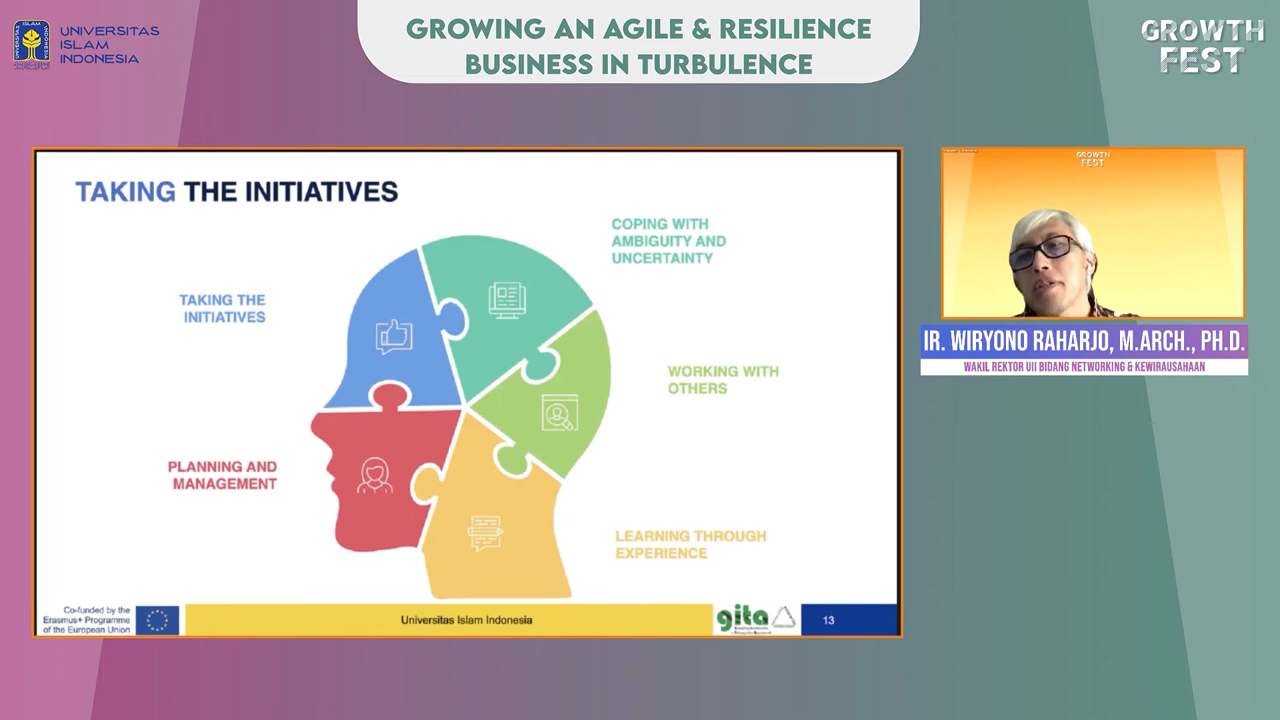 UNIVERSITAS
ISLAM
INDONESIA
GROWING AN AGILE & RESILIENCE
BUSINESS IN TURBULENCE
GROWTH
FEST
TAKING THE INITIATIVES
COPING WITH
AMBIGUITY AND
UNCERTAINTY
TAKING THE
INITIATIVES
WORKING WITH
OTHERS
PLANNING AND
MANAGEMENT
LEARNING THROUGH
EXPERIENCE
Co-funded by the
Erasmus+ Programme
of the European Union
Universitas Islam Indonesia
gita
13
GROWTH
FEST
IR. WIRYONO RAHARJO, M.ARCH., PH.D.
WAKIL REKTOR UII BIDANG NETWORKING & KEWIRAUSAHAAN